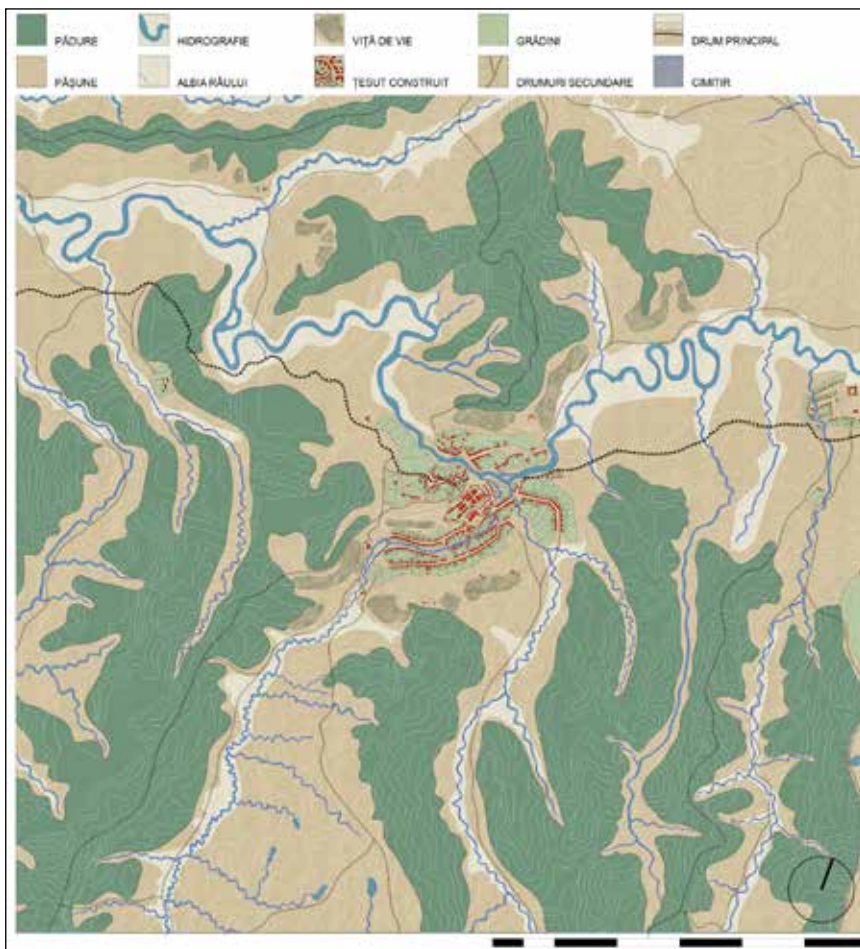 PĂDURE HIDROGRAFIE VIȚĂ DE VIE GRĂDINI DRUM PRINCIPAL
PĂȘUNE ALBIA RÂULUI ȚESUT CONSTRUIT DRUMURI SECUNDARE CIMITIR